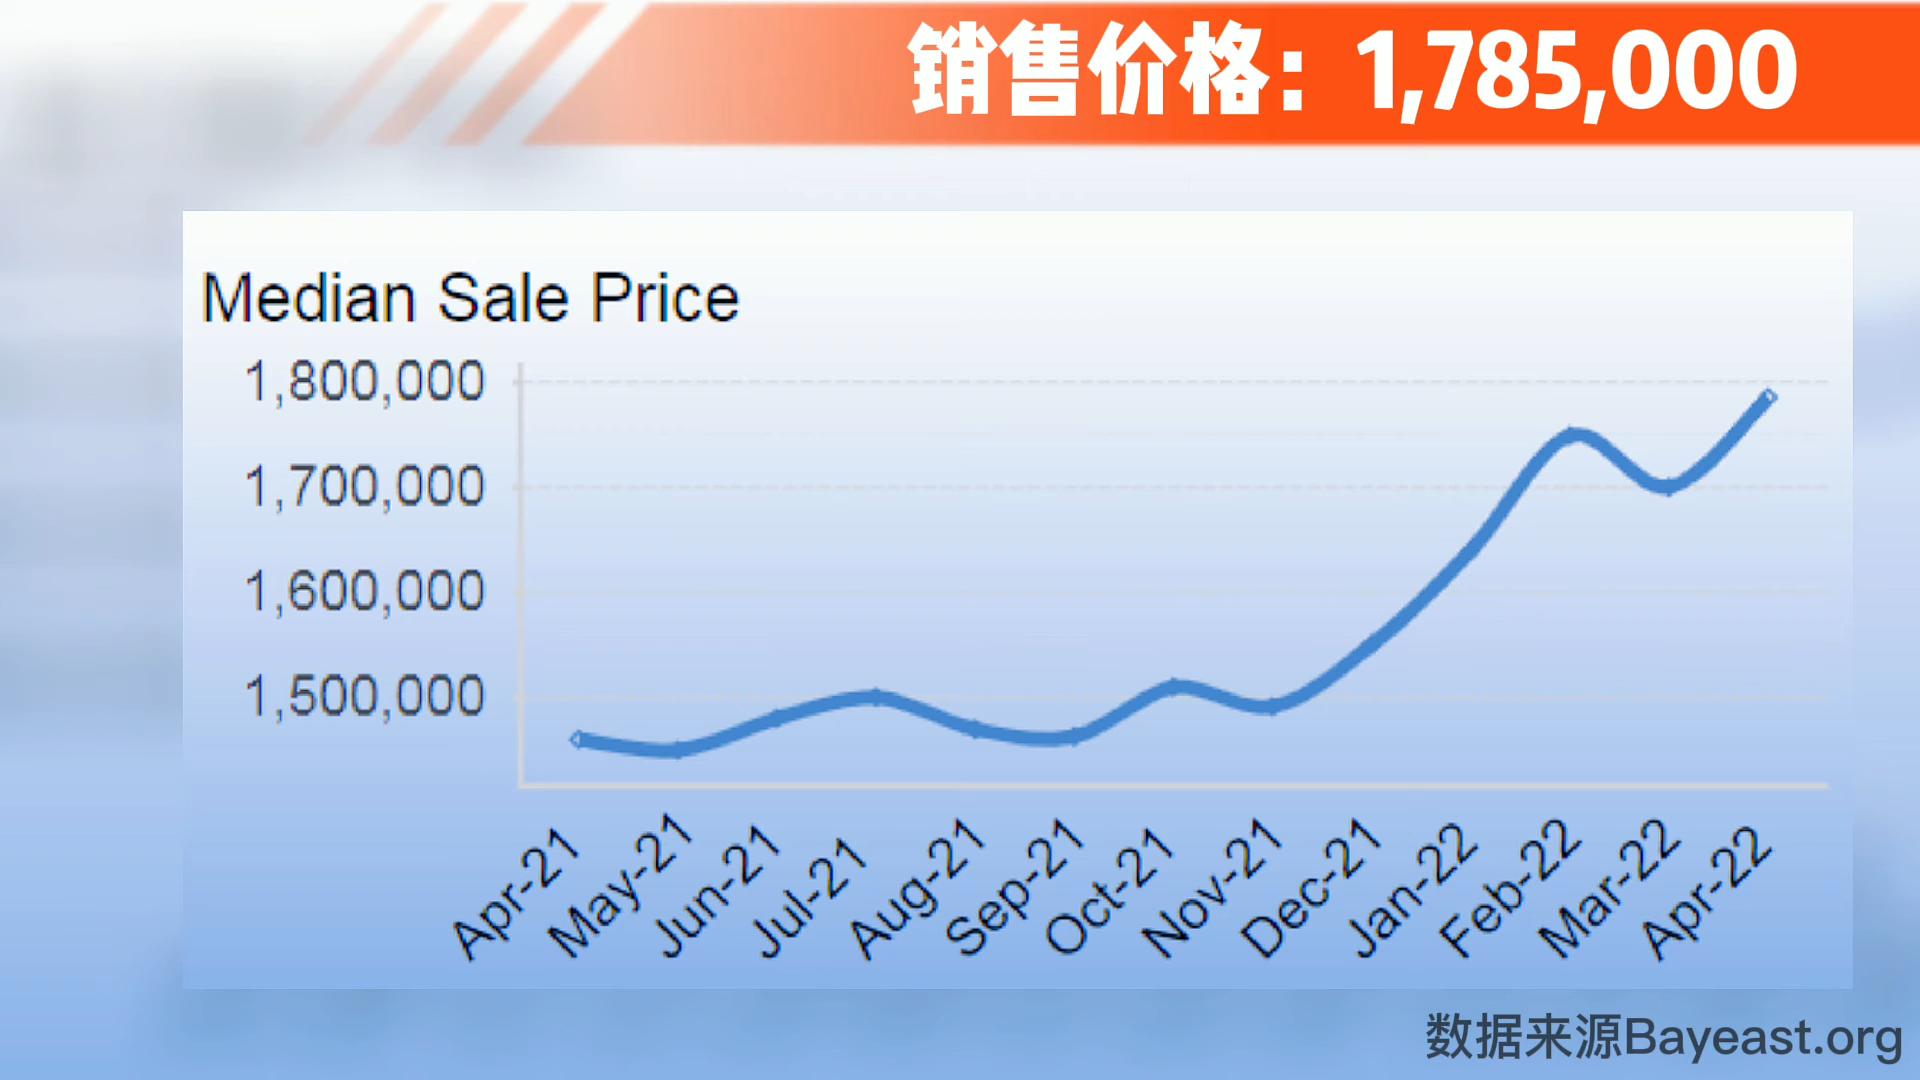 销售价格：1,785,000
Median Sale Price
1,800,000
1,700,000
1,600,000
1,500,000
Apr-21
May-21
Jun-21
Jul-21
Aug-21
Sep-21
Oct-21
Nov-21
Dec-21
Jan-22
Feb-22
Mar-22
Apr-22
数据来源Bayeast.org